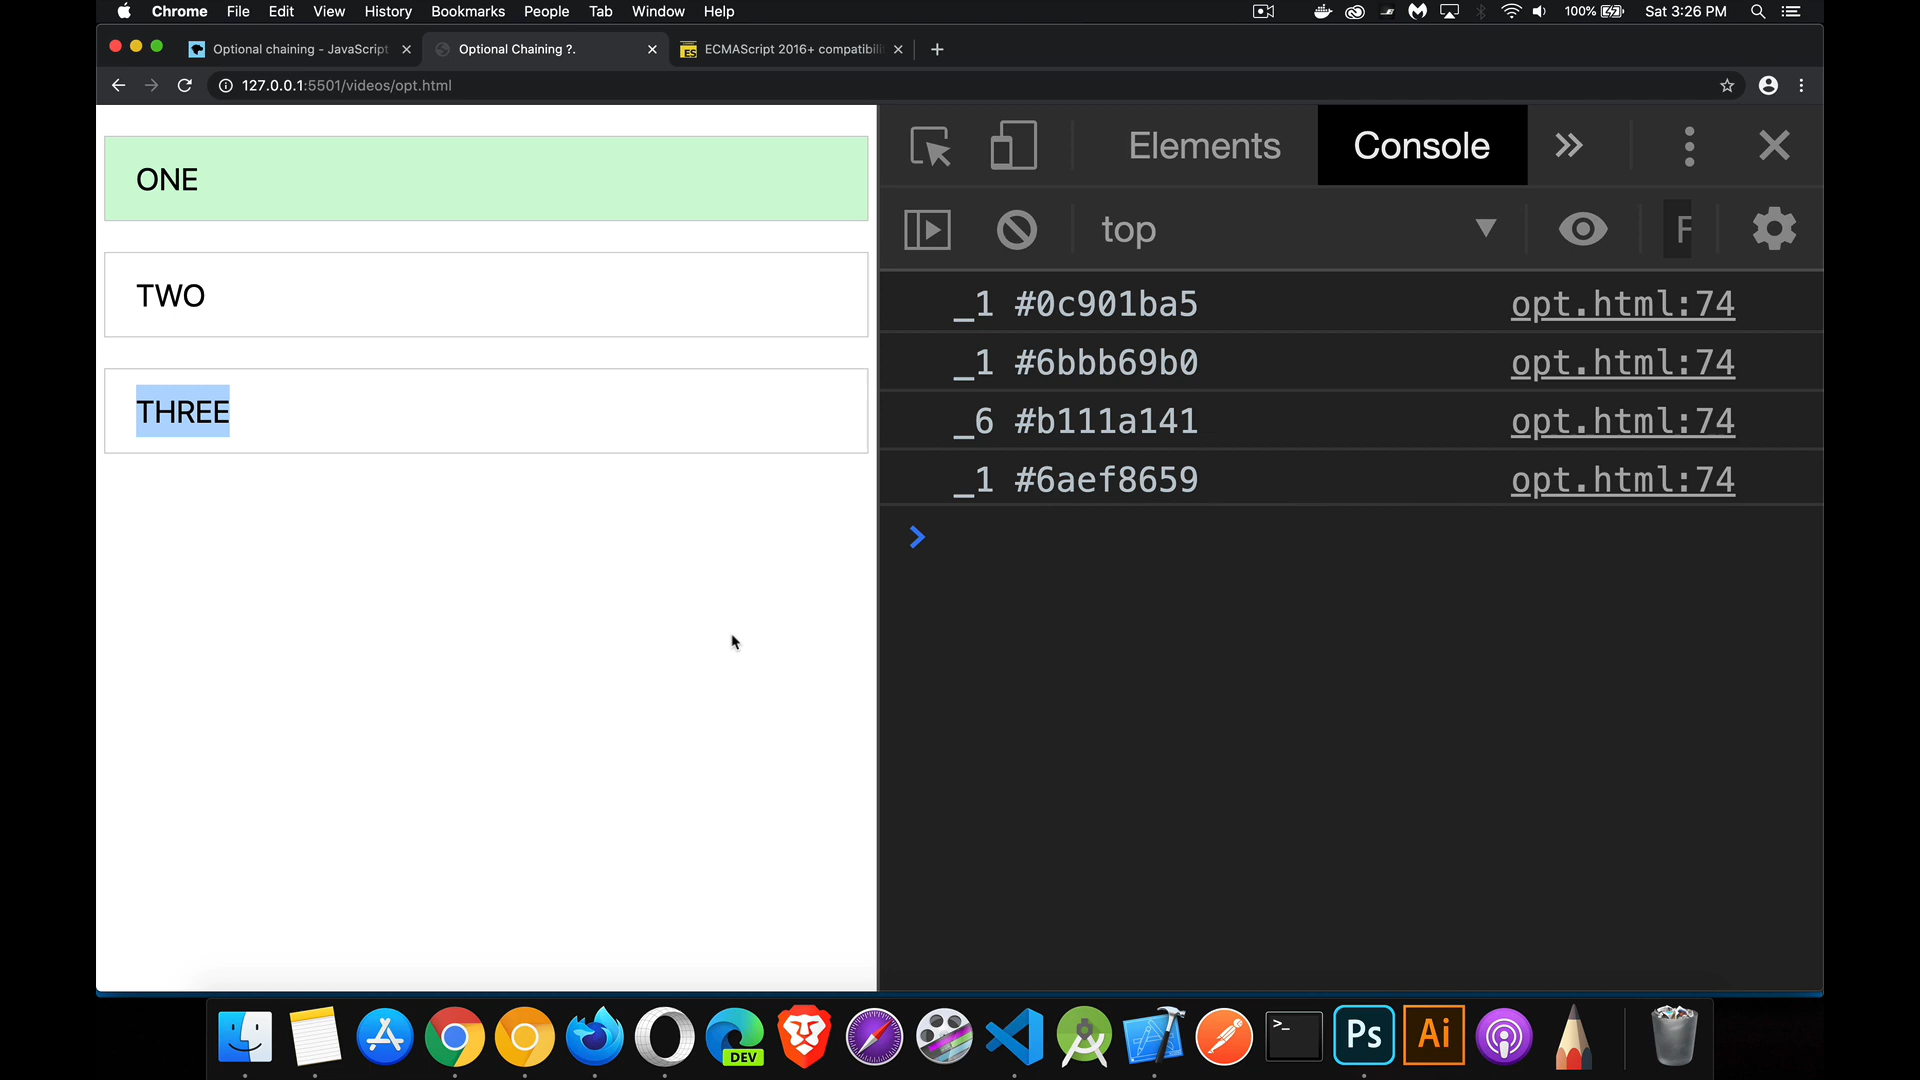 Chrome File Edit View History Bookmarks People Tab Window Help 100% Sat 3:26 PM
Optional chaining - JavaScript Optional Chaining ?. ECMAScript 2016+ compatibili
127.0.0.1:5501/videos/opt.html
Elements Console
top F
ONE
TWO
THREE
_1 #0c901ba5 opt.html:74
_1 #6bbb69b0 opt.html:74
_6 #b111a141 opt.html:74
_1 #6aef8659 opt.html:74
DEV >_ Ps Ai